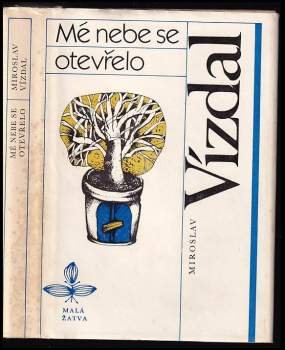 MIROSLAV
VÍZDAL
MÉ NEBE SE
OTEVŘELO
Mé nebe se
otevřelo
MIROSLAV
Vízdal
MALÁ
ŽATVA